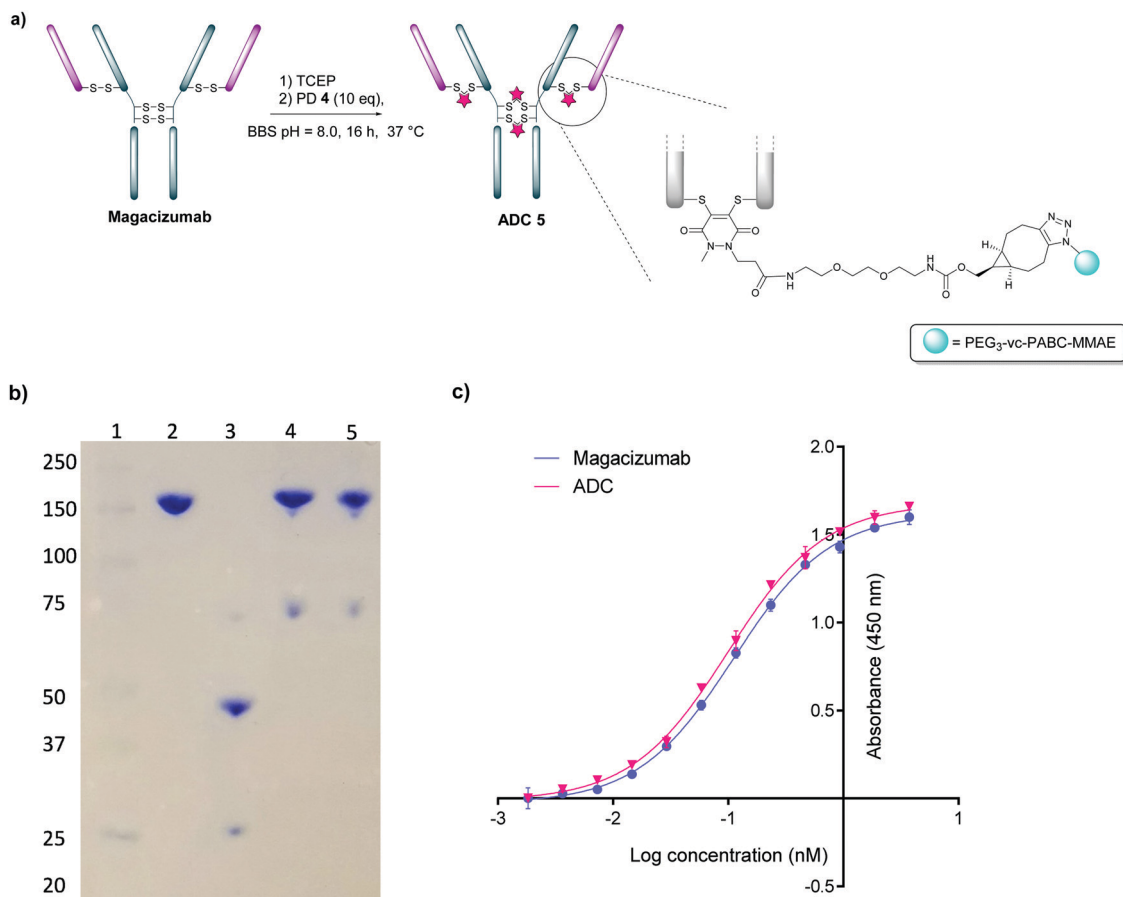 a)
S-S
S-S
S-S
S-S
Magacizumab
1) TCEP
2) PD 4 (10 eq),
BBS pH = 8.0, 16 h, 37 °C
S S
S S
S S
S S
ADC 5
S
S
O
N
N
O
O
N
H
O
O
H
N
O
O
H
H
N
N
N
= PEG₃-vc-PABC-MMAE
b)
1 2 3 4 5
250
150
100
75
50
37
25
20
c)
Magacizumab
ADC
2.0
1.5
1.0
0.5
-0.5
Absorbance (450 nm)
-3 -2 -1 1
Log concentration (nM)